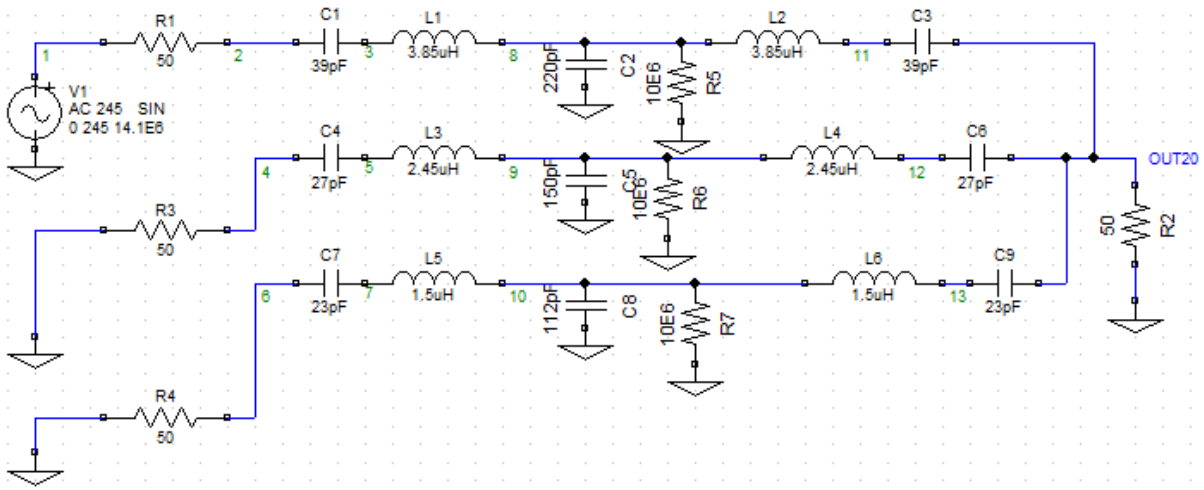 C1
L1
L2
C3
R1
1
50
2
39pF
3
3.85uH
8
220pF
C2
10E6
R5
3.85uH
11
39pF
V1
AC 245 SIN
0 245 14.1E6
C4
L3
L4
C6
4
27pF
5
2.45uH
9
150pF
C5
10E6
R6
2.45uH
12
27pF
OUT20
R3
50
50
R2
C7
L5
L6
C9
6
23pF
7
1.5uH
10
112pF
C8
10E6
R7
1.5uH
13
23pF
R4
50